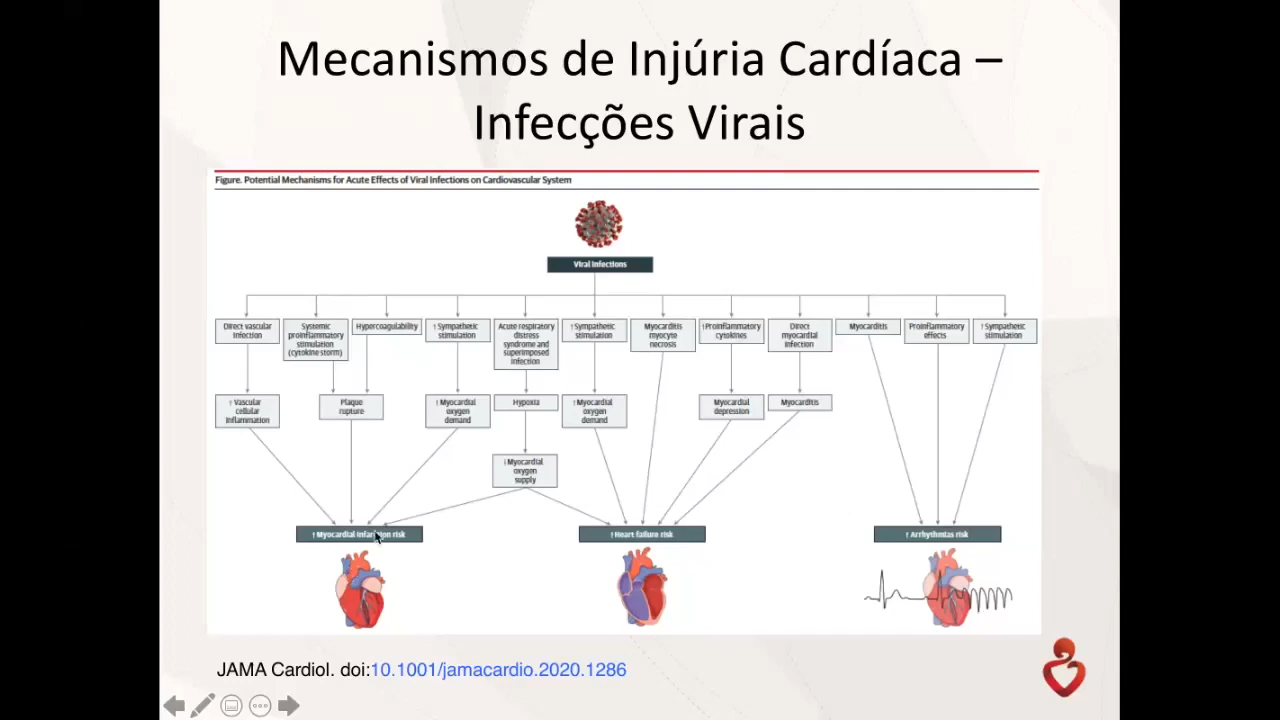 Mecanismos de Injúria Cardíaca –
Infecções Virais
Figure. Potential Mechanisms for Acute Effects of Viral Infections on Cardiovascular System
Viral infections
Direct vascular
infection
Systemic
proinflammatory
stimulation
(cytokine storm)
Hypercoagulability
↑Sympathetic
stimulation
Acute respiratory
distress
syndrome and
superimposed
infection
↑Sympathetic
stimulation
Myocarditis
myocyte
necrosis
↑Proinflammatory
cytokines
Direct
myocardial
infection
Myocarditis
Proinflammatory
effects
↑Sympathetic
stimulation
↑Vascular
cellular
inflammation
Plaque
rupture
↑Myocardial
oxygen
demand
Hypoxia
↑Myocardial
oxygen
demand
Myocardial
depression
Myocarditis
↓Myocardial
oxygen
supply
↑Myocardial infarction risk
↑Heart failure risk
↑Arrhythmias risk
JAMA Cardiol. doi:10.1001/jamacardio.2020.1286